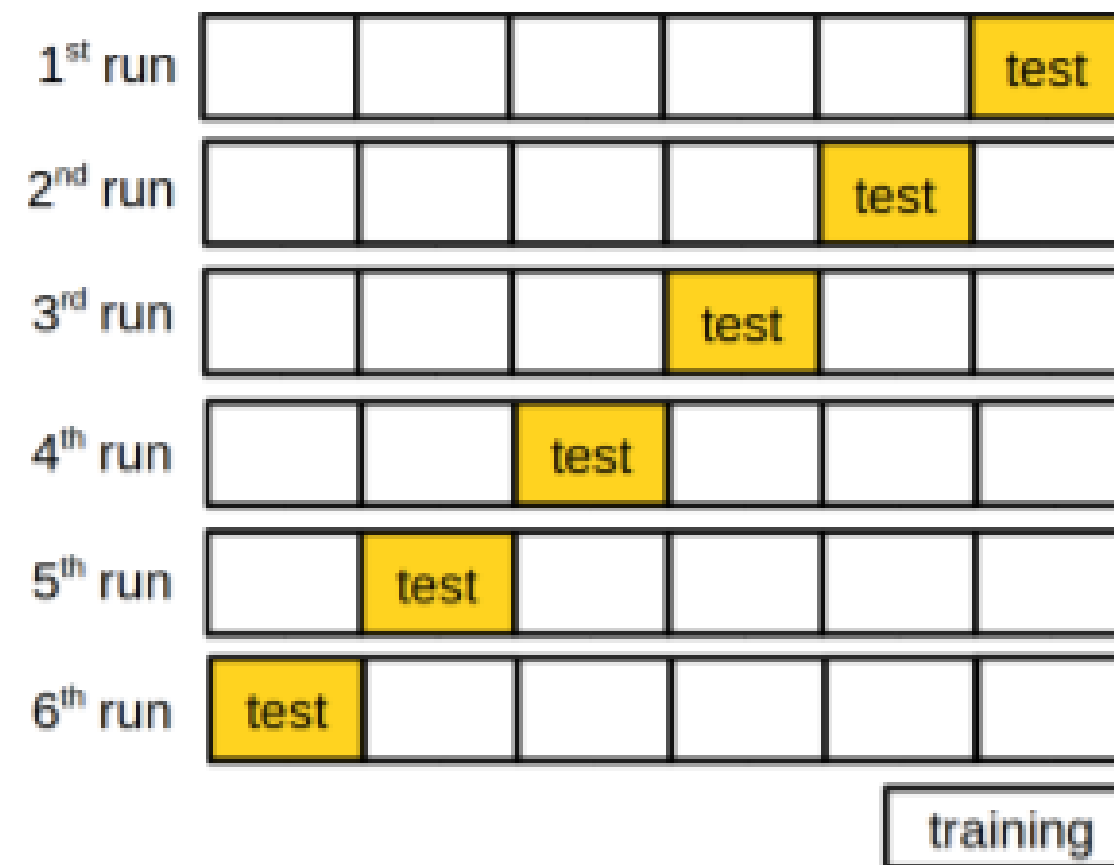 1st run test
2nd run test
3rd run test
4th run test
5th run test
6th run test
training